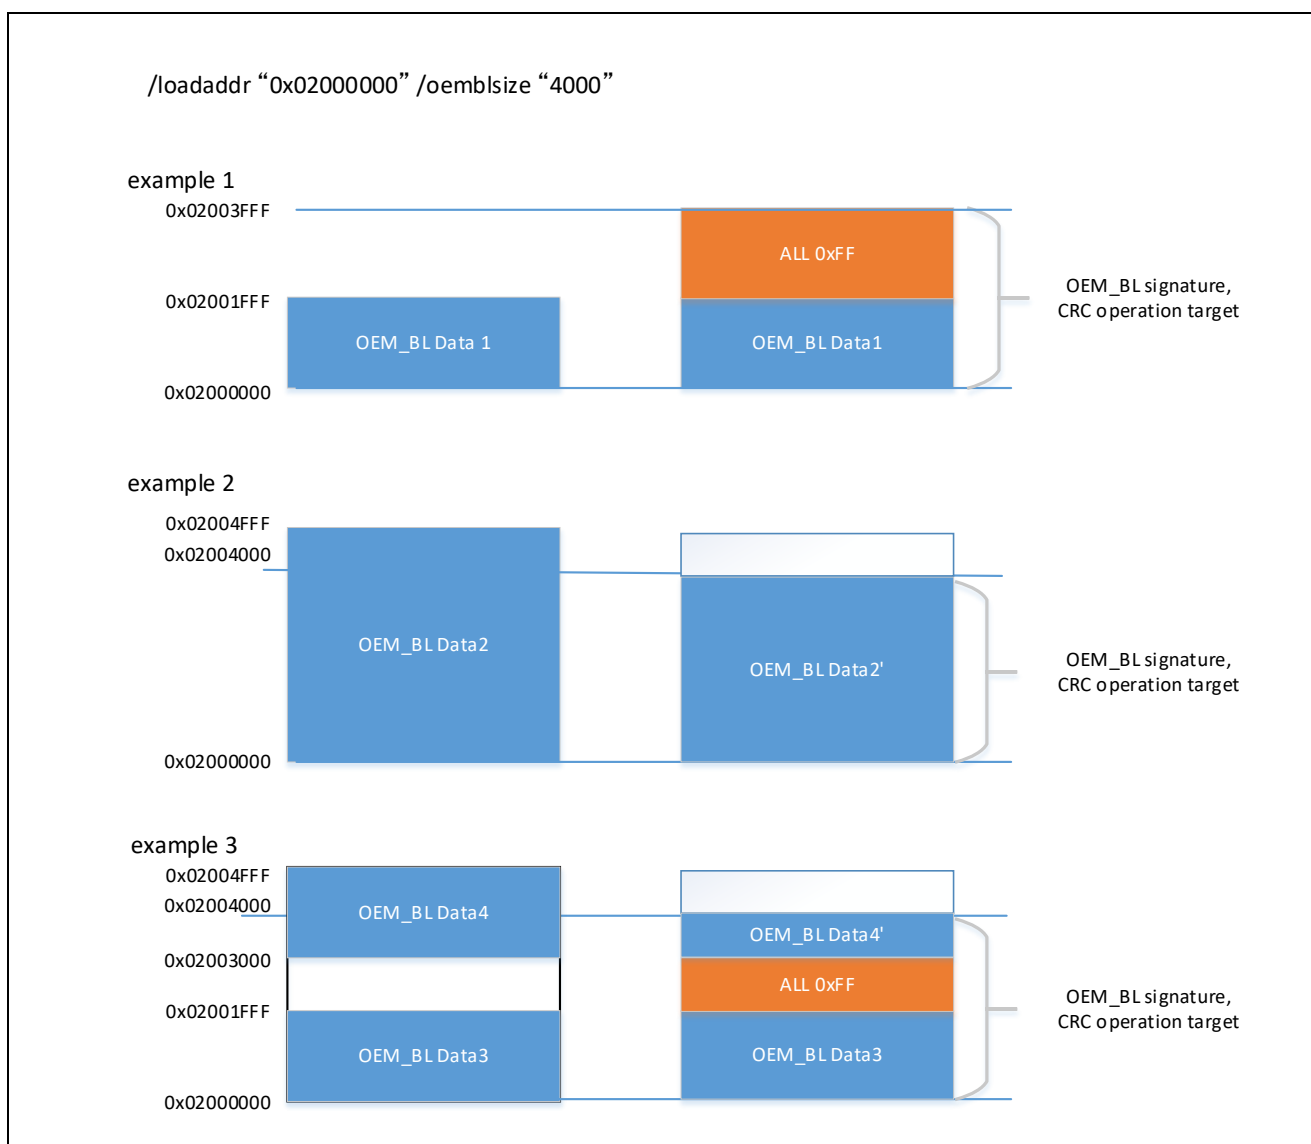 /loadaddr “0x02000000” /oemblsize “4000”
example 1
0x02003FFF
ALL 0xFF
OEM_BL signature,
CRC operation target
0x02001FFF
OEM_BL Data 1
OEM_BL Data1
0x02000000
example 2
0x02004FFF
0x02004000
OEM_BL Data2
OEM_BL Data2'
OEM_BL signature,
CRC operation target
0x02000000
example 3
0x02004FFF
0x02004000
OEM_BL Data4
OEM_BL Data4'
0x02003000
ALL 0xFF
0x02001FFF
OEM_BL signature,
CRC operation target
OEM_BL Data3
OEM_BL Data3
0x02000000